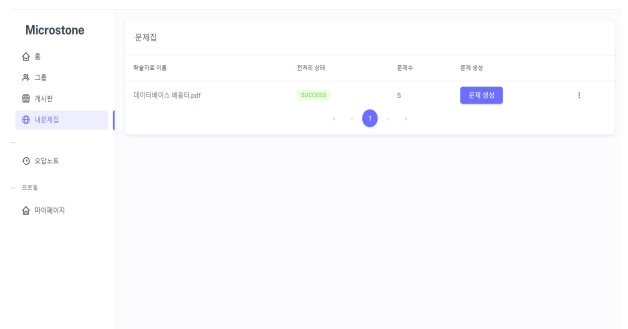 Microstone
홈
그룹
게시판
내문제집
오답노트
프로필
마이페이지
문제집
학술자료 이름 전처리 상태 문제수 문제 생성
데이터베이스 배움터.pdf SUCCESS 5 문제 생성
« ‹ 1 › »